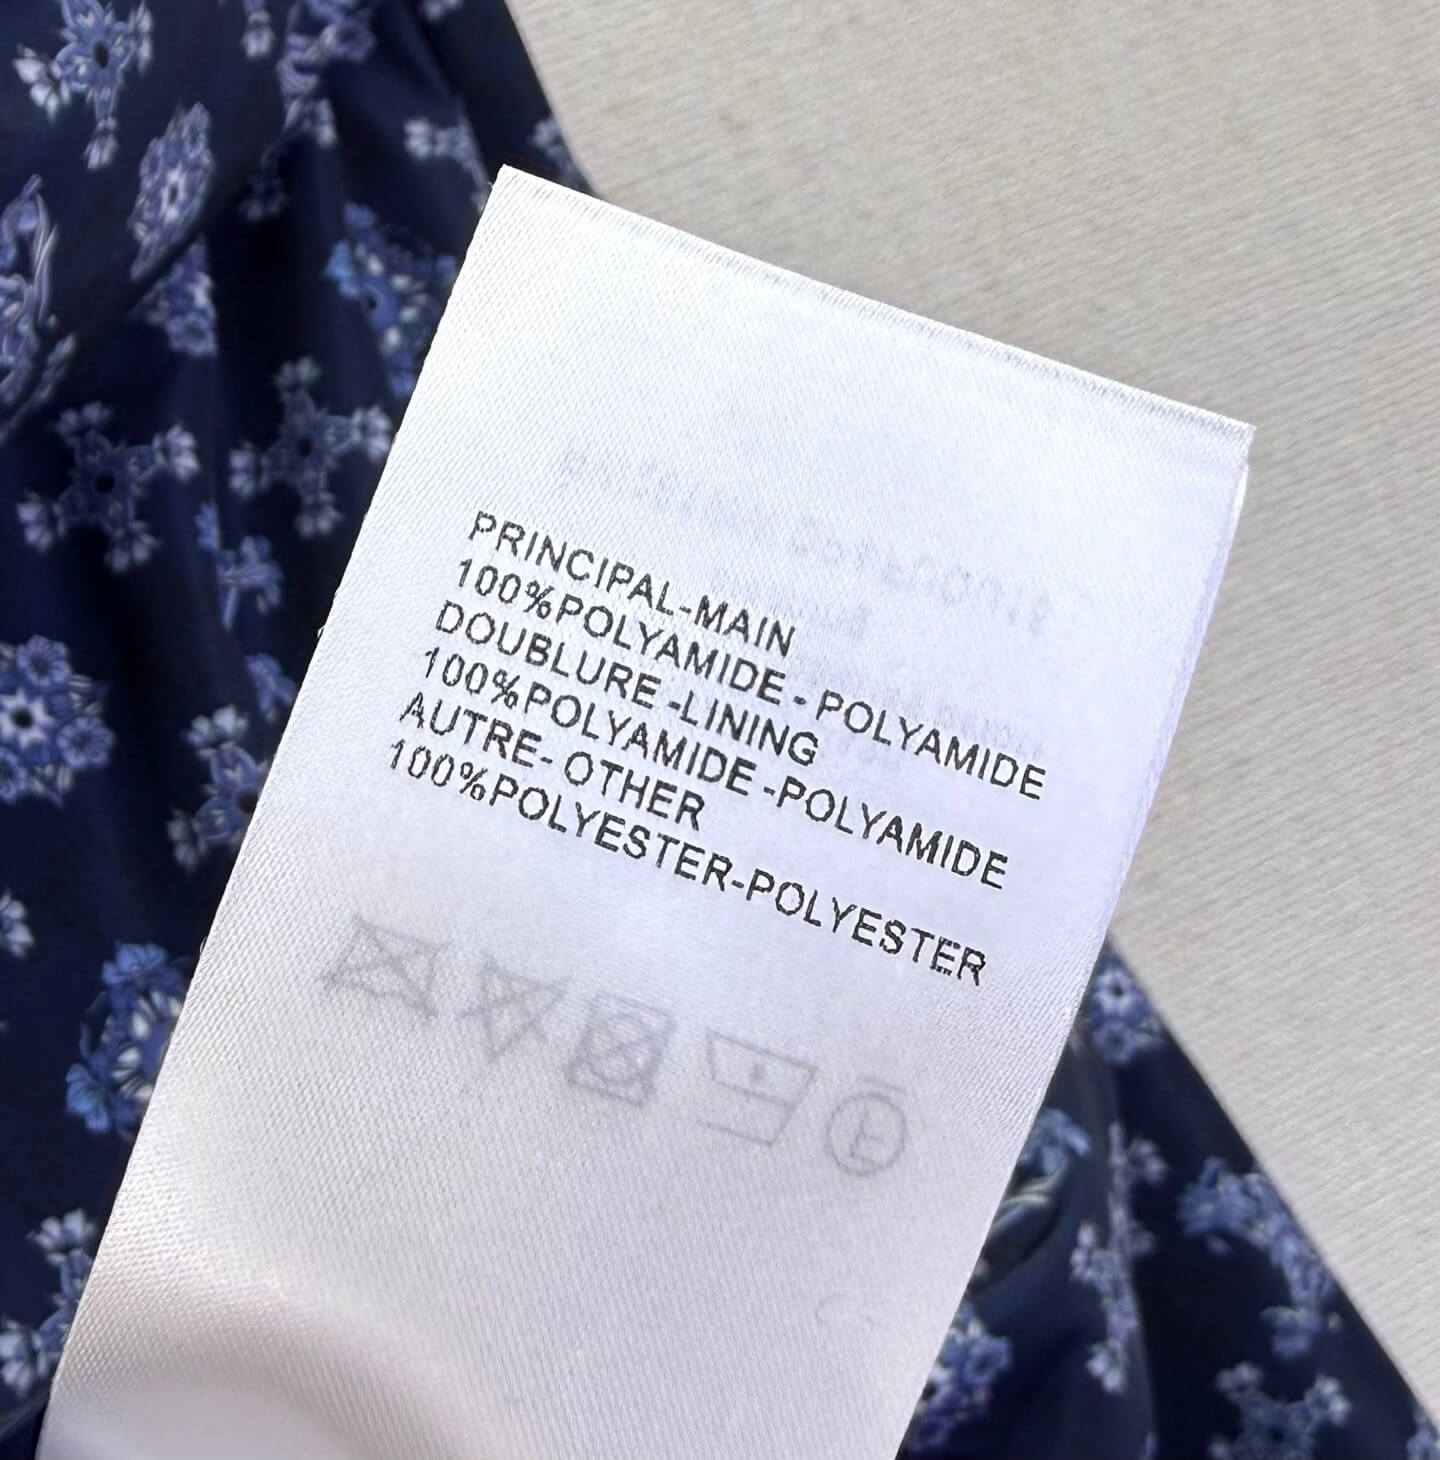 PRINCIPAL-MAIN
100%POLYAMIDE - POLYAMIDE
DOUBLURE -LINING
100%POLYAMIDE -POLYAMIDE
AUTRE- OTHER
100%POLYESTER-POLYESTER